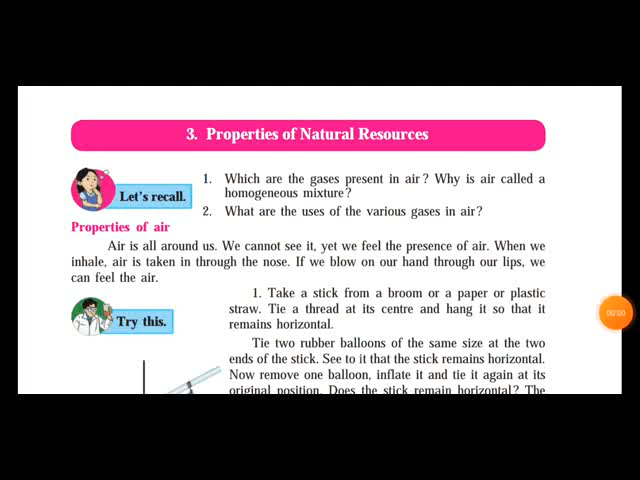 3. Properties of Natural Resources
Let's recall.
1. Which are the gases present in air? Why is air called a
homogeneous mixture?
2. What are the uses of the various gases in air?
Properties of air
Air is all around us. We cannot see it, yet we feel the presence of air. When we
inhale, air is taken in through the nose. If we blow on our hand through our lips, we
can feel the air.
Try this.
1. Take a stick from a broom or a paper or plastic
straw. Tie a thread at its centre and hang it so that it
remains horizontal.
Tie two rubber balloons of the same size at the two
ends of the stick. See to it that the stick remains horizontal.
Now remove one balloon, inflate it and tie it again at its
original position. Does the stick remain horizontal? The
00:00